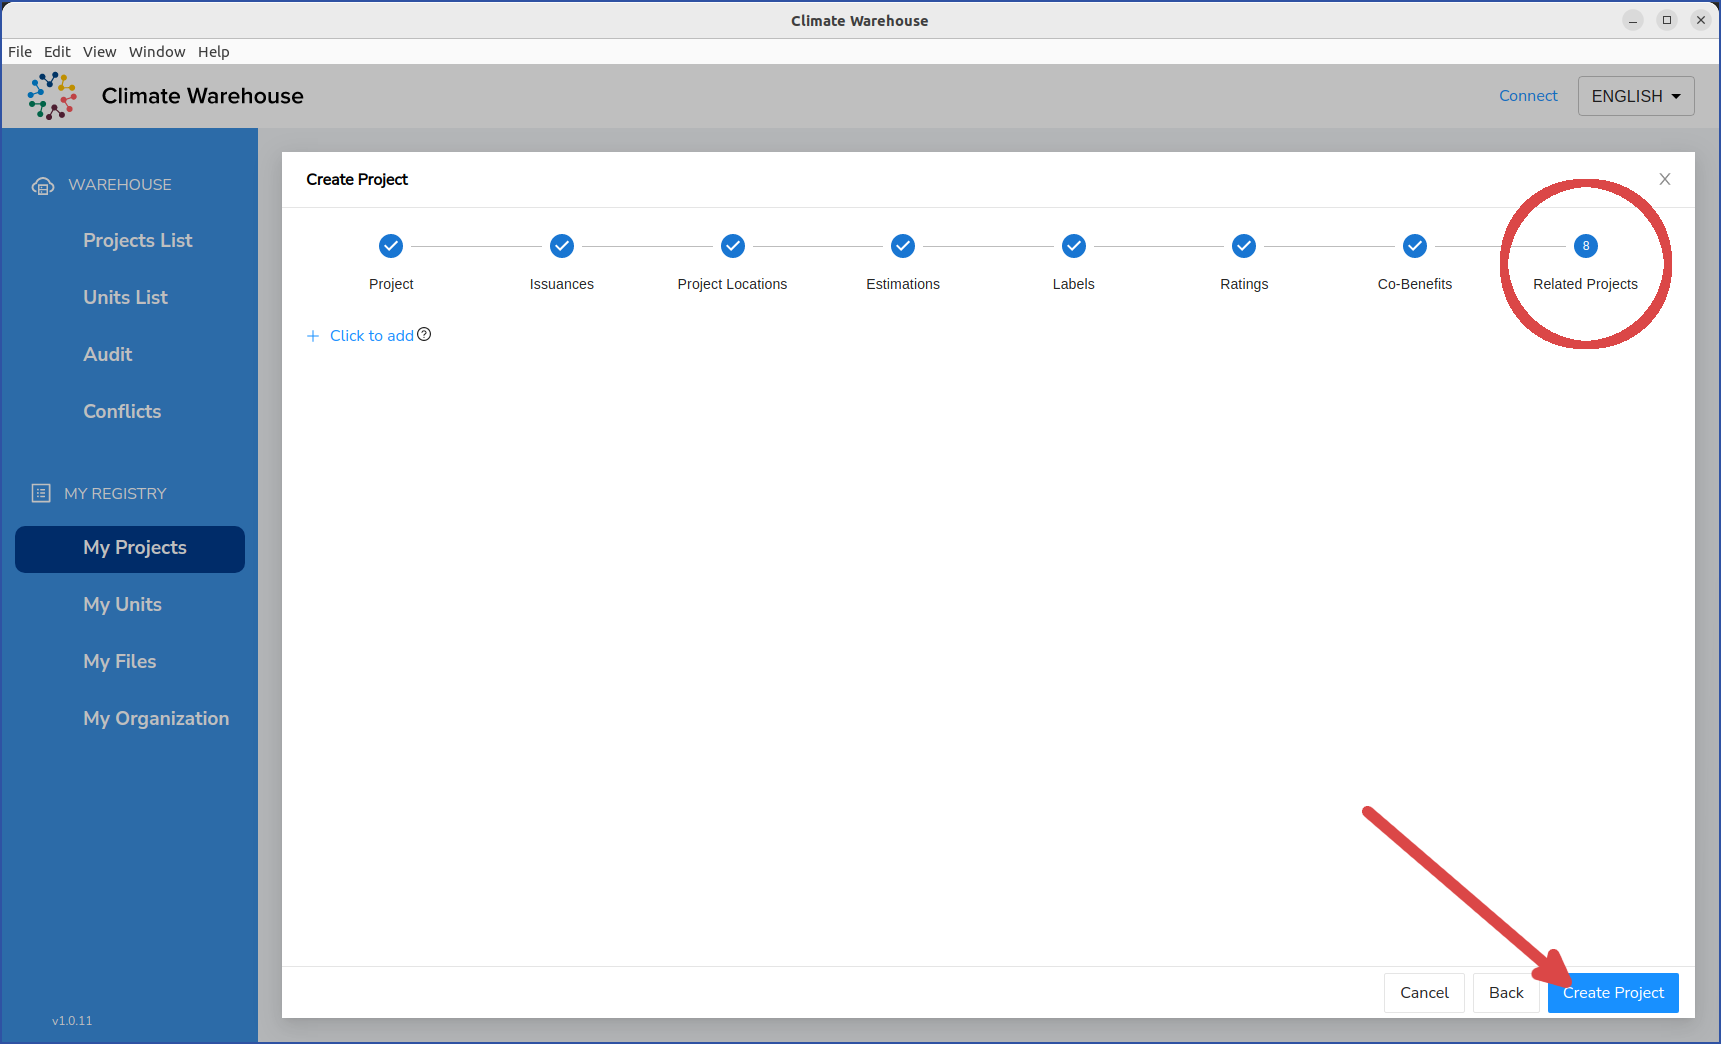 Climate Warehouse
File Edit View Window Help
Climate Warehouse
Connect
ENGLISH
WAREHOUSE
Projects List
Units List
Audit
Conflicts
MY REGISTRY
My Projects
My Units
My Files
My Organization
v1.0.11
Create Project
X
8
Project
Issuances
Project Locations
Estimations
Labels
Ratings
Co-Benefits
Related Projects
+ Click to add ?
Cancel
Back
Create Project